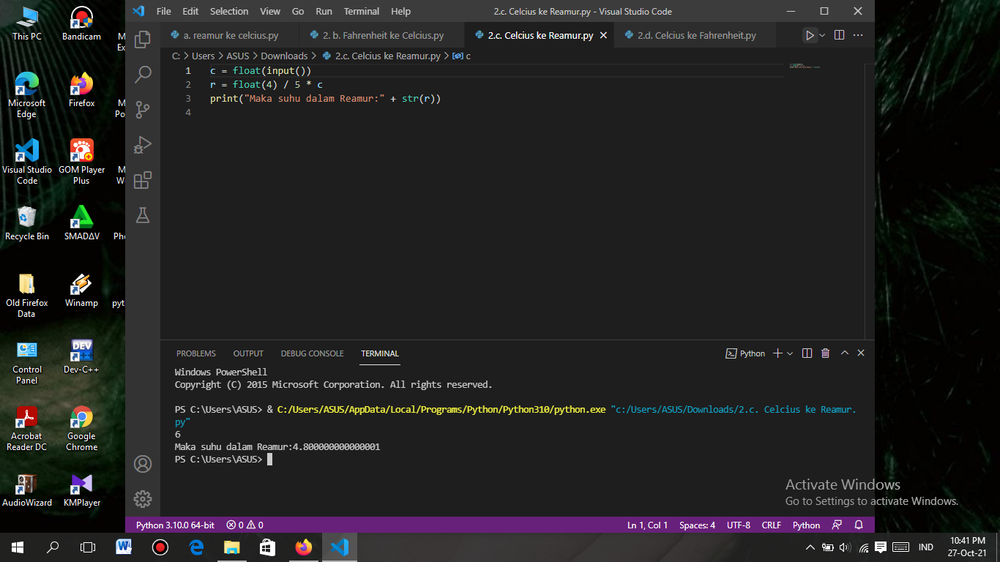 This PC
Bandicam
M
Ex
Microsoft
Edge
Firefox
M
Po
Visual Studio
Code
GOM Player
Plus
M
W
Recycle Bin
SMADAV
Pho
Old Firefox
Data
Winamp
pyt
Control
Panel
Dev-C++
Acrobat
Reader DC
Google
Chrome
AudioWizard
KMPlayer
File Edit Selection View Go Run Terminal Help
2.c. Celcius ke Reamur.py - Visual Studio Code
a. reamur ke celcius.py
2. b. Fahrenheit ke Celcius.py
2.c. Celcius ke Reamur.py
2.d. Celcius ke Fahrenheit.py
C: > Users > ASUS > Downloads > 2.c. Celcius ke Reamur.py > c
1 c = float(input())
2 r = float(4) / 5 * c
3 print("Maka suhu dalam Reamur:" + str(r))
4
PROBLEMS OUTPUT DEBUG CONSOLE TERMINAL
Python
Windows PowerShell
Copyright (C) 2015 Microsoft Corporation. All rights reserved.
PS C:\Users\ASUS> & C:/Users/ASUS/AppData/Local/Programs/Python/Python310/python.exe "c:/Users/ASUS/Downloads/2.c. Celcius ke Reamur.
py"
6
Maka suhu dalam Reamur:4.800000000000001
PS C:\Users\ASUS>
Activate Windows
Go to Settings to activate Windows.
Python 3.10.0 64-bit 0 0
Ln 1, Col 1 Spaces: 4 UTF-8 CRLF Python
IND
10:41 PM
27-Oct-21